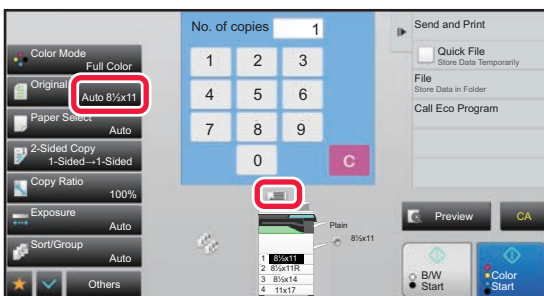 No. of copies 1
Color Mode
Full Color
Original
Auto 8½x11
Paper Select
Auto
2-Sided Copy
1-Sided→1-Sided
Copy Ratio
100%
Exposure
Auto
Sort/Group
Auto
Others
1 2 3
4 5 6
7 8 9
0 C
Plain
8½x11
1 8½x11
2 8½x11R
3 8½x14
4 11x17
Send and Print
Quick File
Store Data Temporarily
File
Store Data in Folder
Call Eco Program
Preview CA
B/W
Start
Color
Start